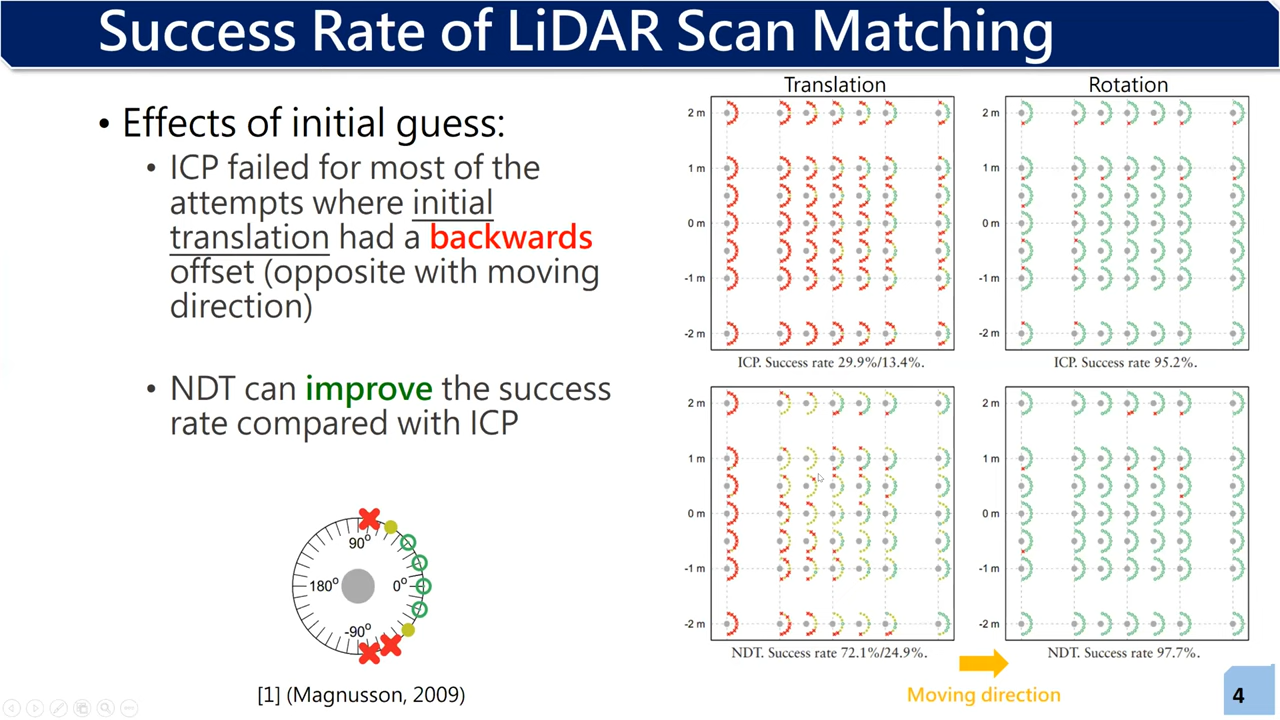 Success Rate of LiDAR Scan Matching
• Effects of initial guess:
• ICP failed for most of the
attempts where initial
translation had a backwards
offset (opposite with moving
direction)
• NDT can improve the success
rate compared with ICP
90°
180°
0°
-90°
[1] (Magnusson, 2009)
Translation
2 m
1 m
0 m
-1 m
-2 m
ICP. Success rate 29.9%/13.4%.
Rotation
2 m
1 m
0 m
-1 m
-2 m
ICP. Success rate 95.2%.
2 m
1 m
0 m
-1 m
-2 m
NDT. Success rate 72.1%/24.9%.
2 m
1 m
0 m
-1 m
-2 m
NDT. Success rate 97.7%.
Moving direction
4